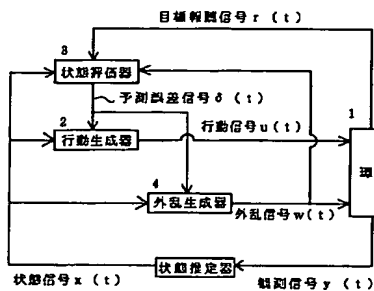 目標報酬信号r(t)
3
状態評価器
予測誤差信号δ(t)
2
行動生成器
行動信号u(t)
1
環
4
外乱生成器
外乱信号w(t)
状態推定器
状態信号x(t)
観測信号y(t)